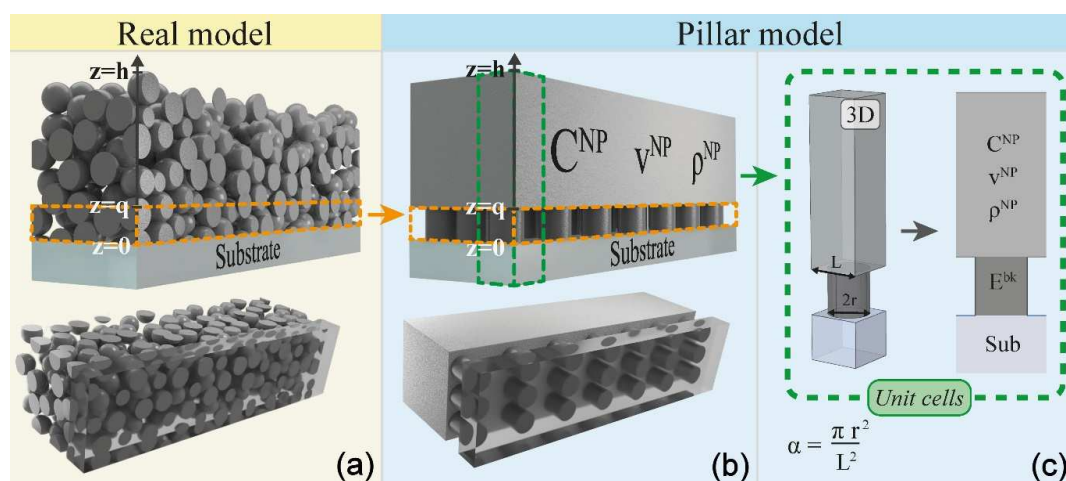 Real model
Pillar model
z=h
z=q
z=0
Substrate
(a)
z=h
C^NP ν^NP ρ^NP
z=q
z=0
Substrate
(b)
3D
L
2r
C^NP
ν^NP
ρ^NP
E^bk
Sub
Unit cells
α = π r² / L²
(c)